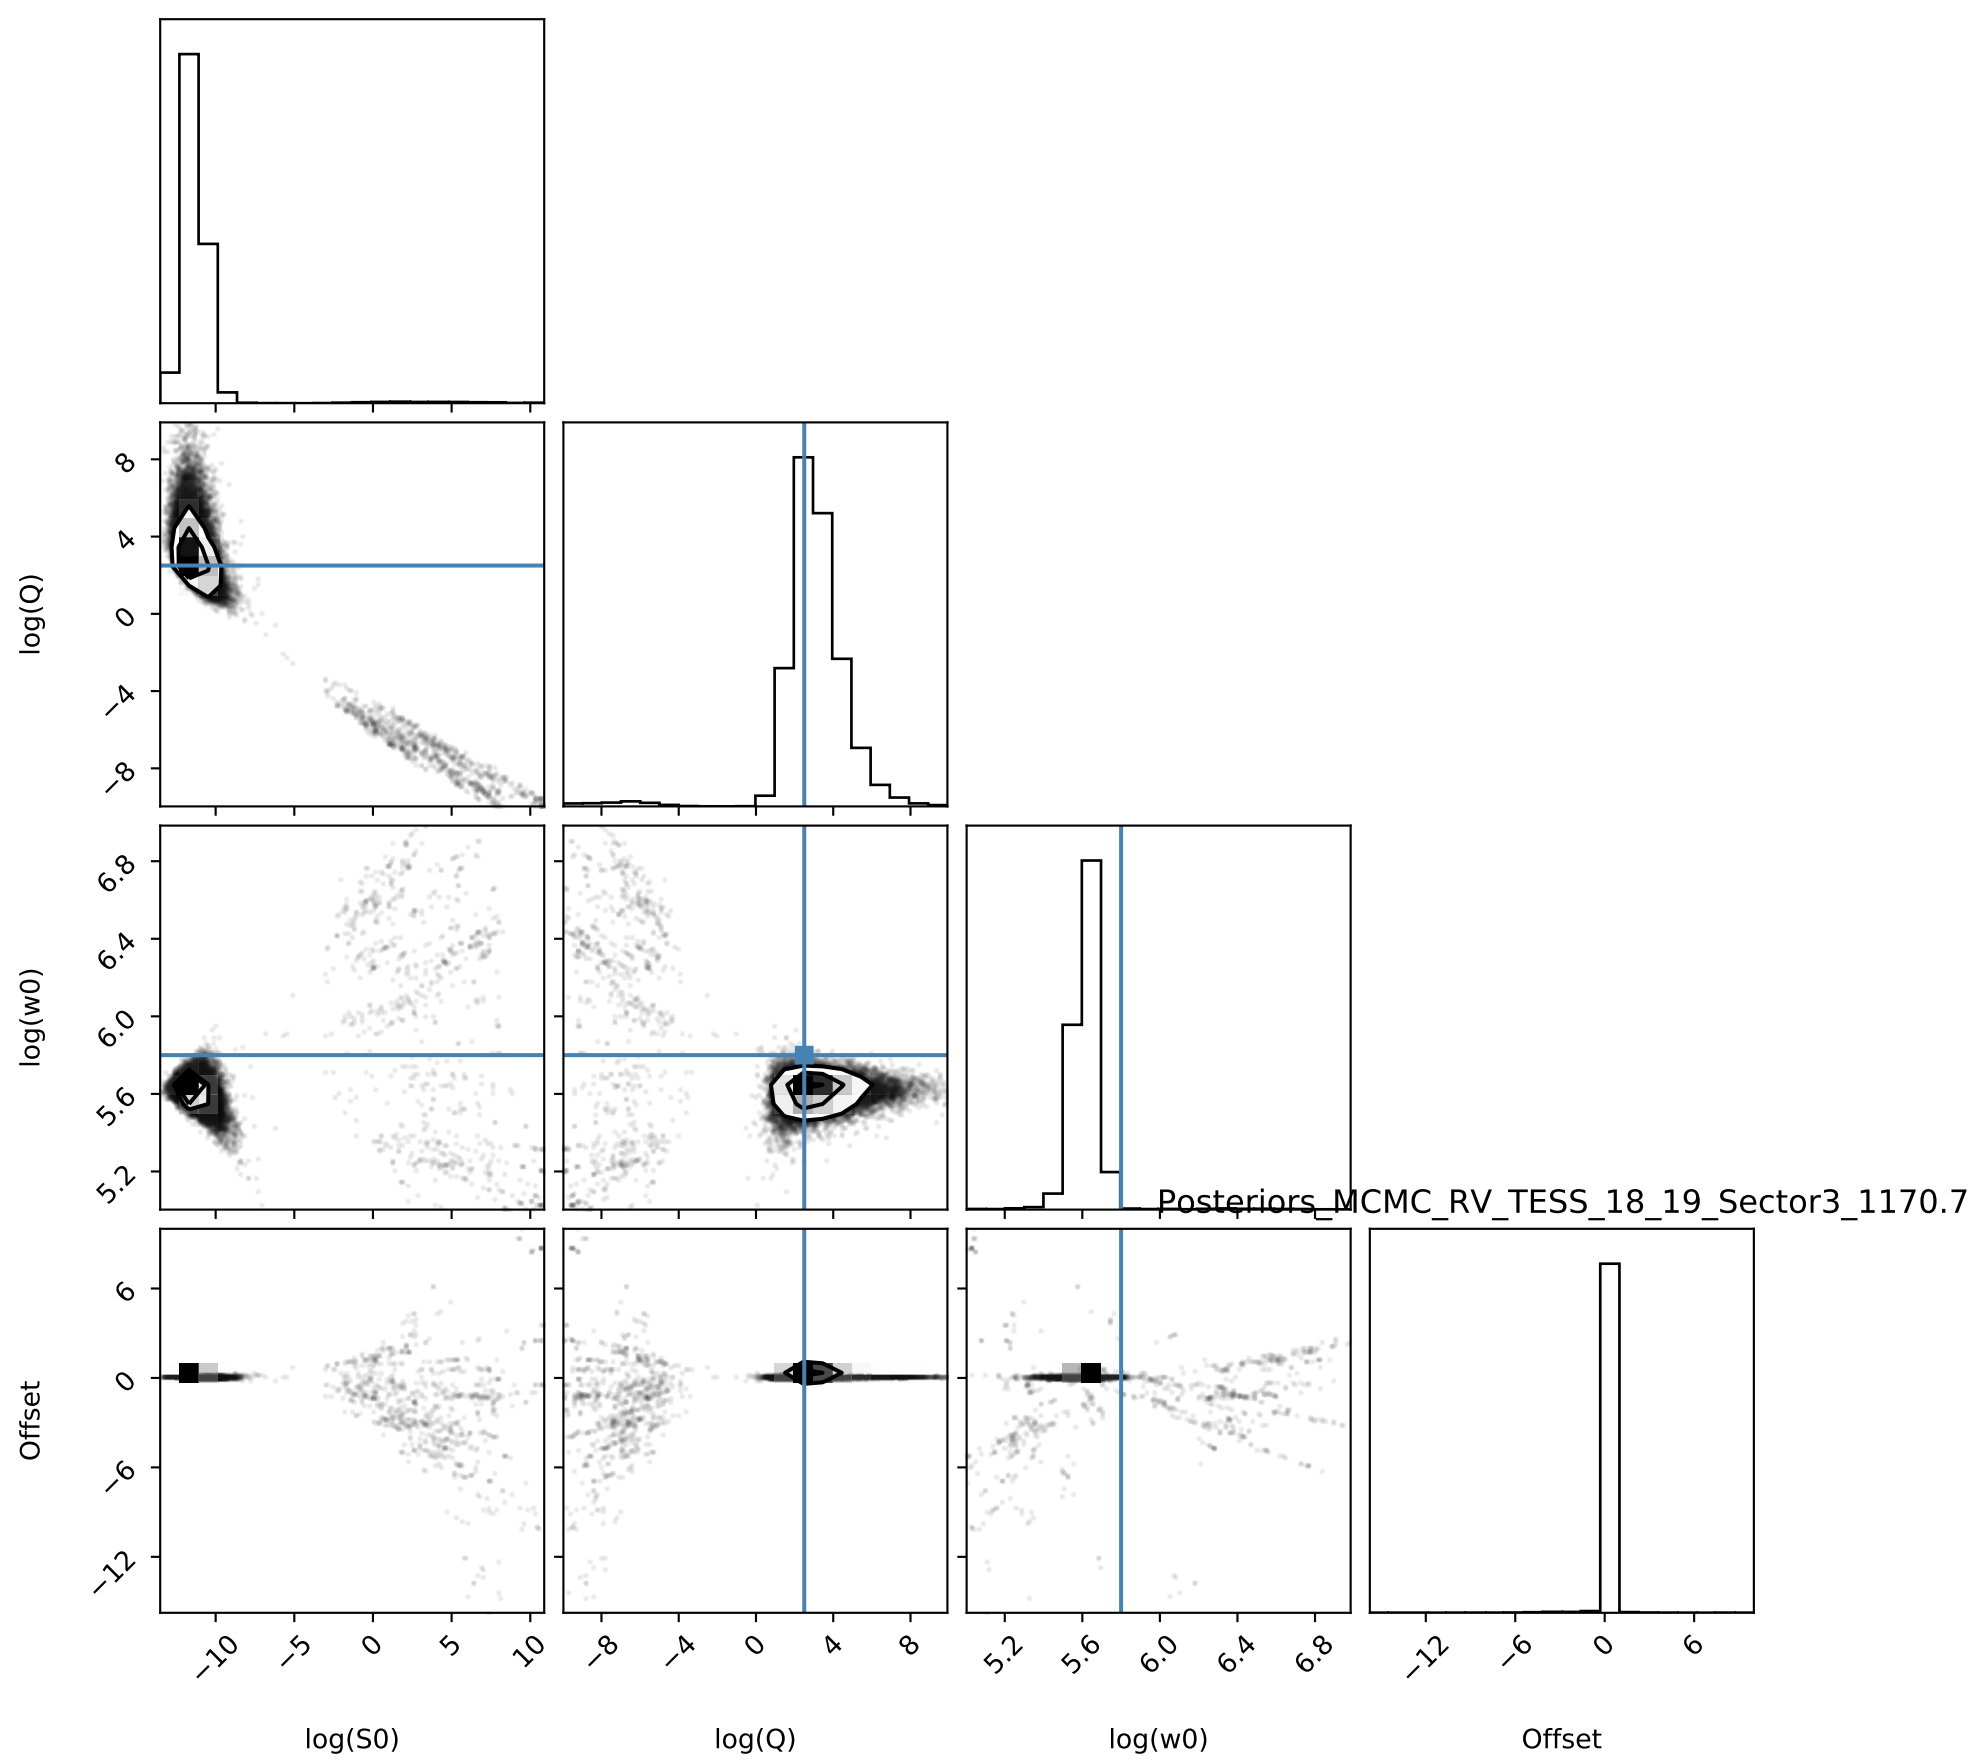 log(Q)
8
4
0
−4
−8
log(w0)
6.8
6.4
6.0
5.6
5.2
Posteriors_MCMC_RV_TESS_18_19_Sector3_1170.7
Offset
6
0
−6
−12
−10 −5 0 5 10 −8 −4 0 4 8 5.2 5.6 6.0 6.4 6.8 −12 −6 0 6
log(S0) log(Q) log(w0) Offset